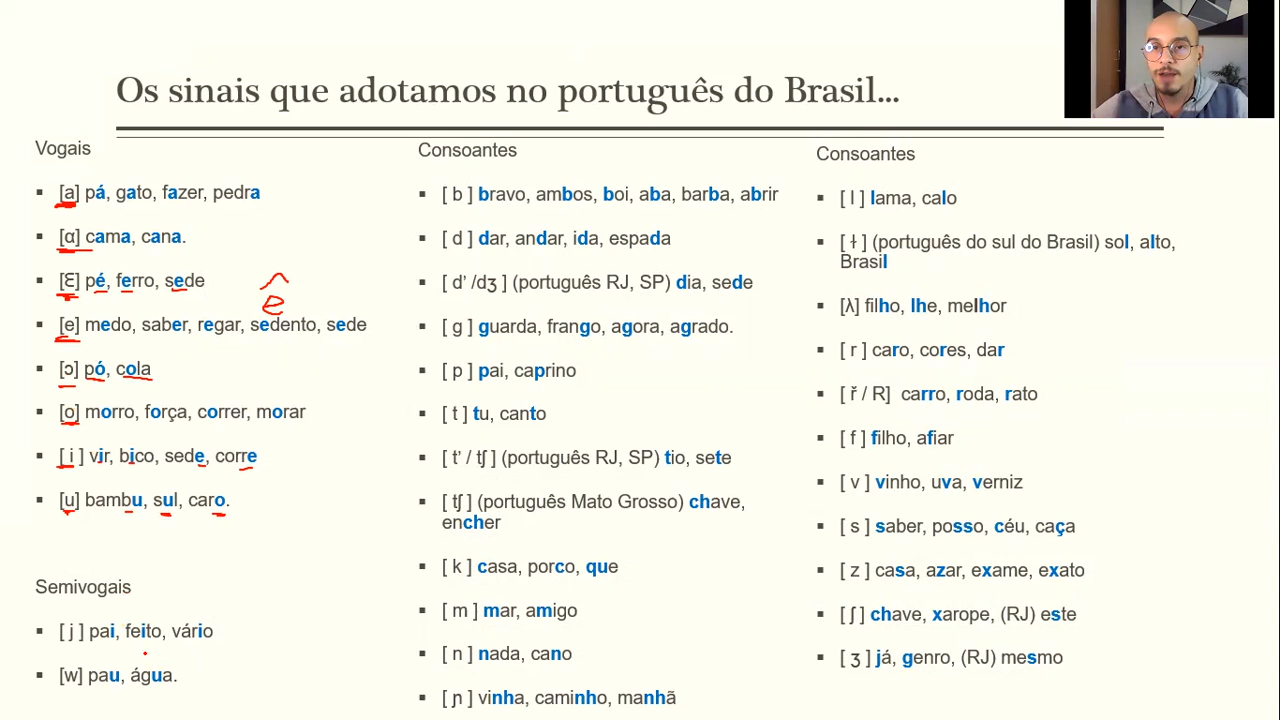 Os sinais que adotamos no português do Brasil...
Vogais
▪ [a] pá, gato, fazer, pedra
▪ [ɑ] cama, cana.
▪ [Ɛ] pé, ferro, sede
^
e
▪ [e] medo, saber, regar, sedento, sede
▪ [ɔ] pó, cola
▪ [o] morro, força, correr, morar
▪ [ i ] vir, bico, sede, corre
▪ [u] bambu, sul, caro.
Semivogais
▪ [ j ] pai, feito, vário
▪ [w] pau, água.
Consoantes
▪ [ b ] bravo, ambos, boi, aba, barba, abrir
▪ [ d ] dar, andar, ida, espada
▪ [ d’ /dʒ ] (português RJ, SP) dia, sede
▪ [ g ] guarda, frango, agora, agrado.
▪ [ p ] pai, caprino
▪ [ t ] tu, canto
▪ [ t’ / tʃ ] (português RJ, SP) tio, sete
▪ [ tʃ ] (português Mato Grosso) chave,
encher
▪ [ k ] casa, porco, que
▪ [ m ] mar, amigo
▪ [ n ] nada, cano
▪ [ ɲ ] vinha, caminho, manhã
Consoantes
▪ [ l ] lama, calo
▪ [ ɫ ] (português do sul do Brasil) sol, alto,
Brasil
▪ [λ] filho, lhe, melhor
▪ [ r ] caro, cores, dar
▪ [ ř / R] carro, roda, rato
▪ [ f ] filho, afiar
▪ [ v ] vinho, uva, verniz
▪ [ s ] saber, posso, céu, caça
▪ [ z ] casa, azar, exame, exato
▪ [ ʃ ] chave, xarope, (RJ) este
▪ [ ʒ ] já, genro, (RJ) mesmo